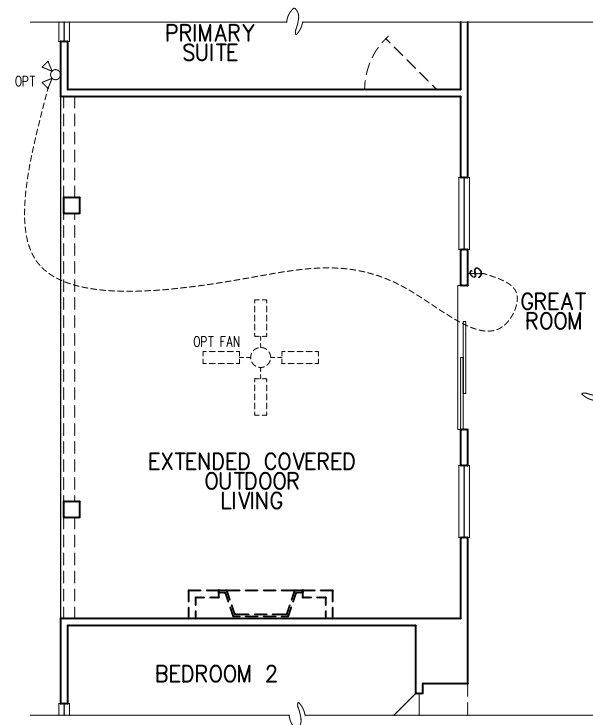 PRIMARY
SUITE
OPT
$
GREAT
ROOM
OPT FAN
EXTENDED COVERED
OUTDOOR
LIVING
BEDROOM 2